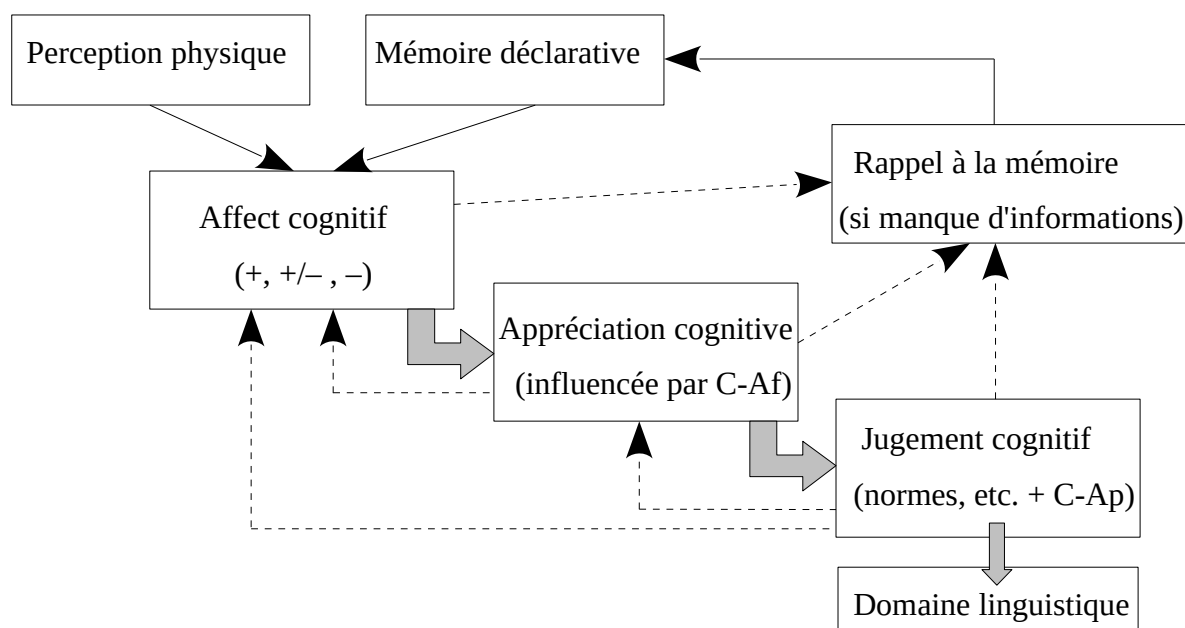 Perception physique
Mémoire déclarative
Rappel à la mémoire
(si manque d'informations)
Affect cognitif
(+, +/– , –)
Appréciation cognitive
(influencée par C-Af)
Jugement cognitif
(normes, etc. + C-Ap)
Domaine linguistique